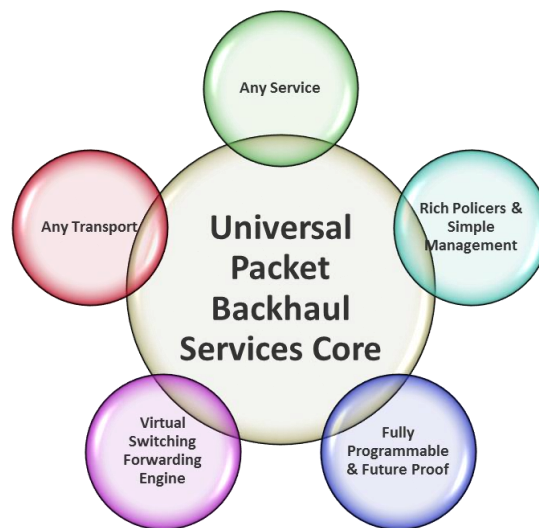 Any Service
Any Transport
Rich Policers &
Simple
Management
Universal
Packet
Backhaul
Services Core
Virtual
Switching
Forwarding
Engine
Fully
Programmable
& Future Proof